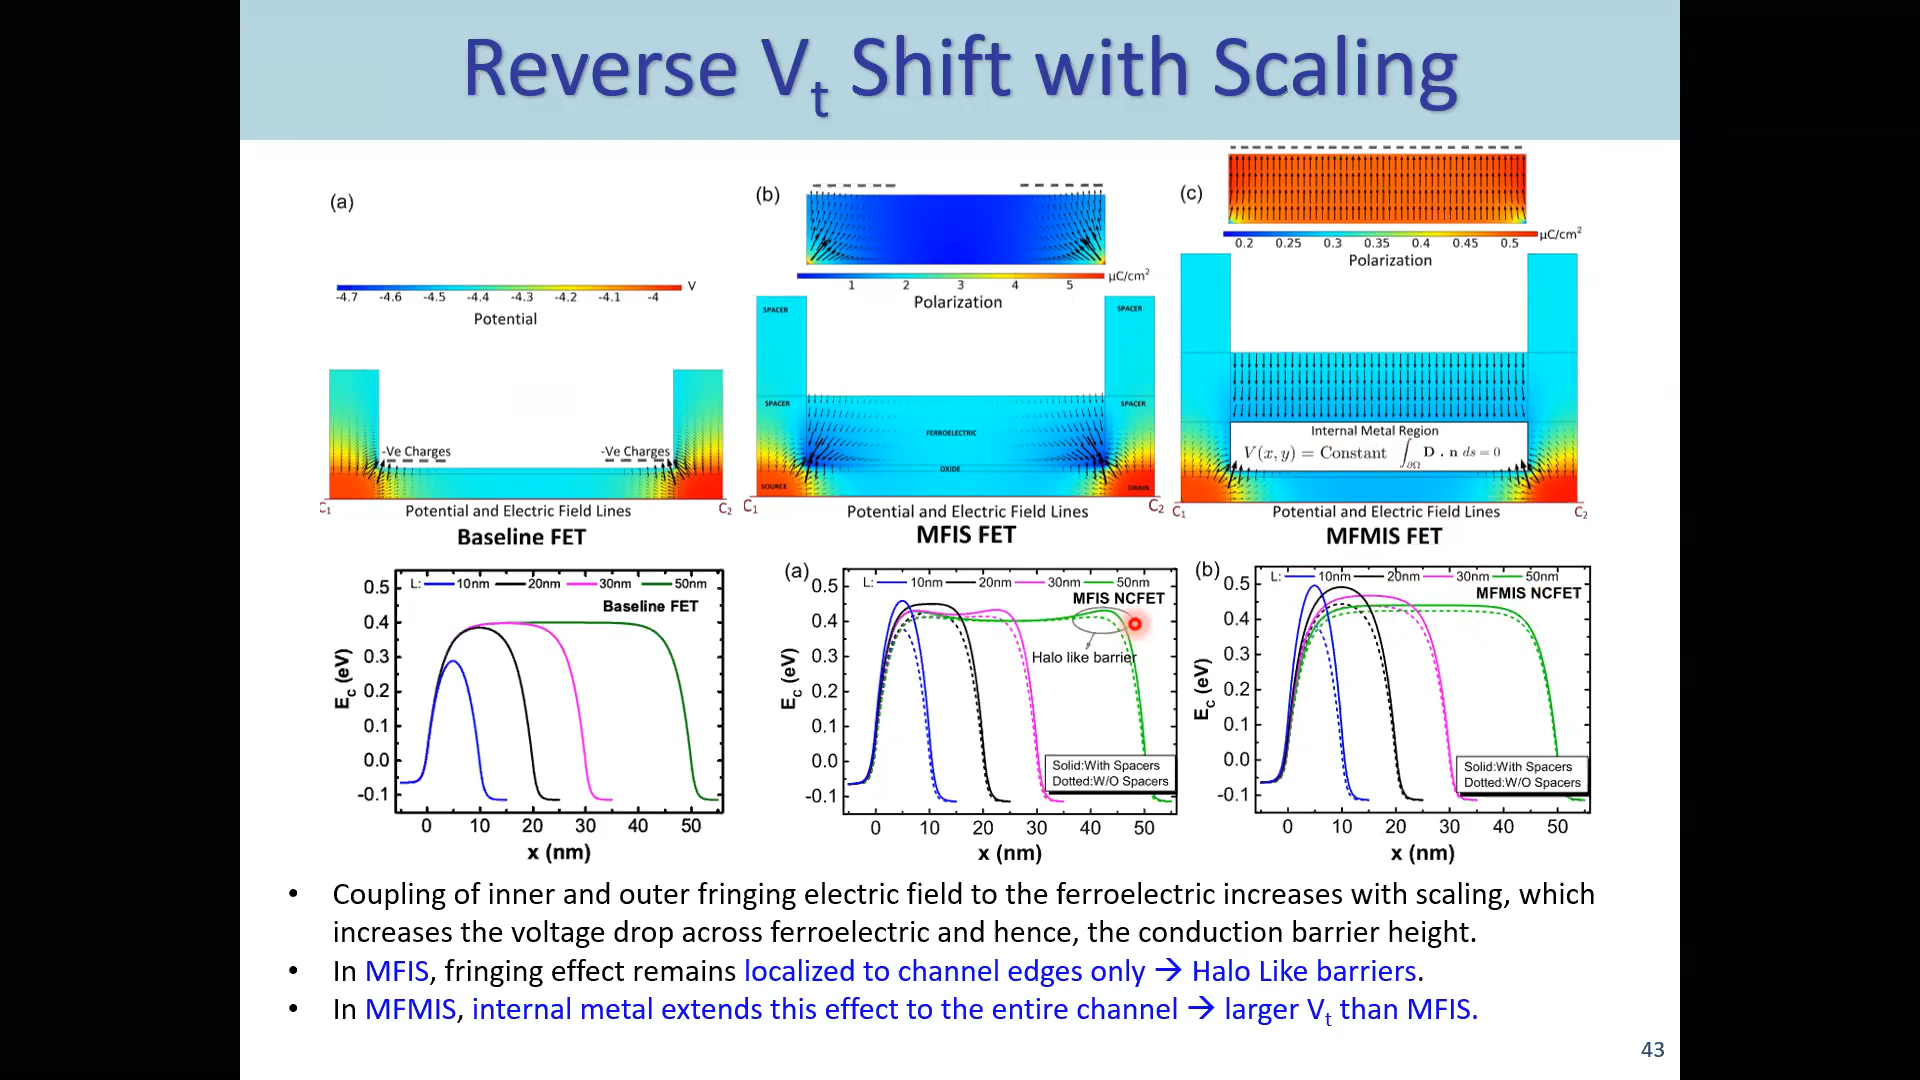 Reverse Vt Shift with Scaling
(a)
-4.7 -4.6 -4.5 -4.4 -4.3 -4.2 -4.1 -4 V
Potential
-Ve Charges -Ve Charges
C1 C2
Potential and Electric Field Lines
Baseline FET
(b)
1 2 3 4 5 μC/cm²
Polarization
SPACER SPACER
SPACER SPACER
FERROELECTRIC
OXIDE
SOURCE DRAIN
C1 C2
Potential and Electric Field Lines
MFIS FET
(c)
0.2 0.25 0.3 0.35 0.4 0.45 0.5 μC/cm²
Polarization
Internal Metal Region
V(x, y) = Constant ∫∂Ω D . n ds = 0
C1 C2
Potential and Electric Field Lines
MFMIS FET
L: 10nm 20nm 30nm 50nm
Baseline FET
0.5
0.4
0.3
0.2
0.1
0.0
-0.1
Ec (eV)
0 10 20 30 40 50
x (nm)
(a)
L: 10nm 20nm 30nm 50nm
MFIS NCFET
Halo like barrier
Solid:With Spacers
Dotted:W/O Spacers
0.5
0.4
0.3
0.2
0.1
0.0
-0.1
Ec (eV)
0 10 20 30 40 50
x (nm)
(b)
L: 10nm 20nm 30nm 50nm
MFMIS NCFET
Solid:With Spacers
Dotted:W/O Spacers
0.5
0.4
0.3
0.2
0.1
0.0
-0.1
Ec (eV)
0 10 20 30 40 50
x (nm)
• Coupling of inner and outer fringing electric field to the ferroelectric increases with scaling, which
increases the voltage drop across ferroelectric and hence, the conduction barrier height.
• In MFIS, fringing effect remains localized to channel edges only → Halo Like barriers.
• In MFMIS, internal metal extends this effect to the entire channel → larger Vt than MFIS.
43